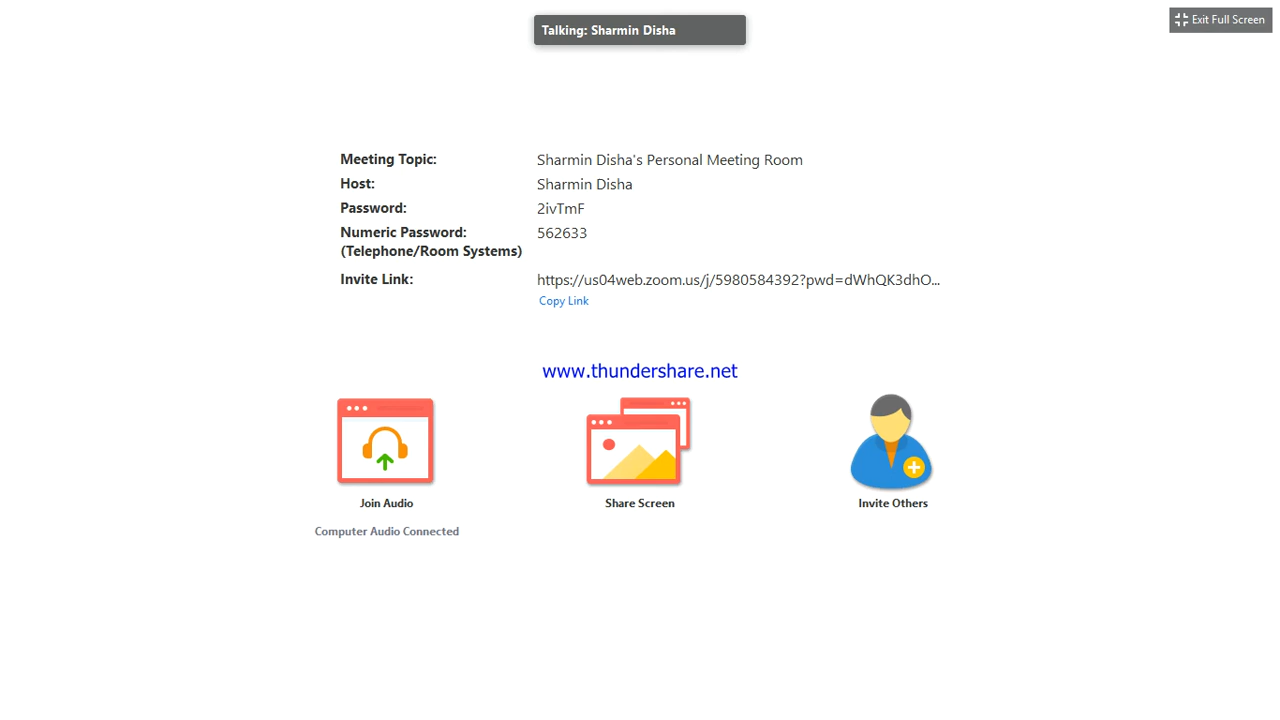 Talking: Sharmin Disha
Exit Full Screen
Meeting Topic: Sharmin Disha's Personal Meeting Room
Host: Sharmin Disha
Password: 2ivTmF
Numeric Password: 562633
(Telephone/Room Systems)
Invite Link: https://us04web.zoom.us/j/5980584392?pwd=dWhQK3dhO...
Copy Link
www.thundershare.net
Join Audio
Share Screen
Invite Others
Computer Audio Connected